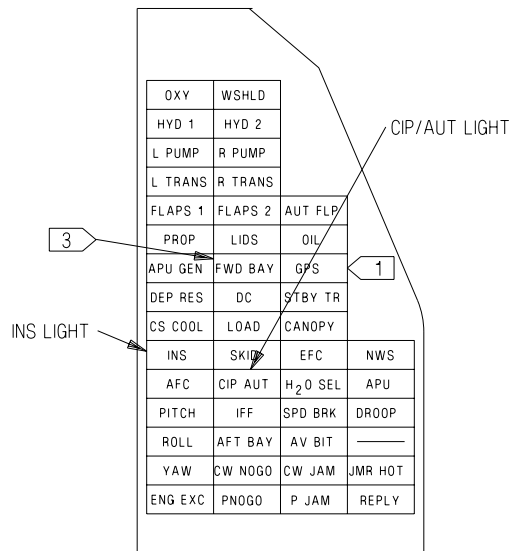 OXY WSHLD
HYD 1 HYD 2
CIP/AUT LIGHT
L PUMP R PUMP
L TRANS R TRANS
FLAPS 1 FLAPS 2 AUT FLP
3 PROP LIDS OIL
APU GEN FWD BAY GPS 1
DEP RES DC STBY TR
CS COOL LOAD CANOPY
INS LIGHT
INS SKID EFC NWS
AFC CIP AUT H₂O SEL APU
PITCH IFF SPD BRK DROOP
ROLL AFT BAY AV BIT
YAW CW NOGO CW JAM JMR HOT
ENG EXC PNOGO P JAM REPLY